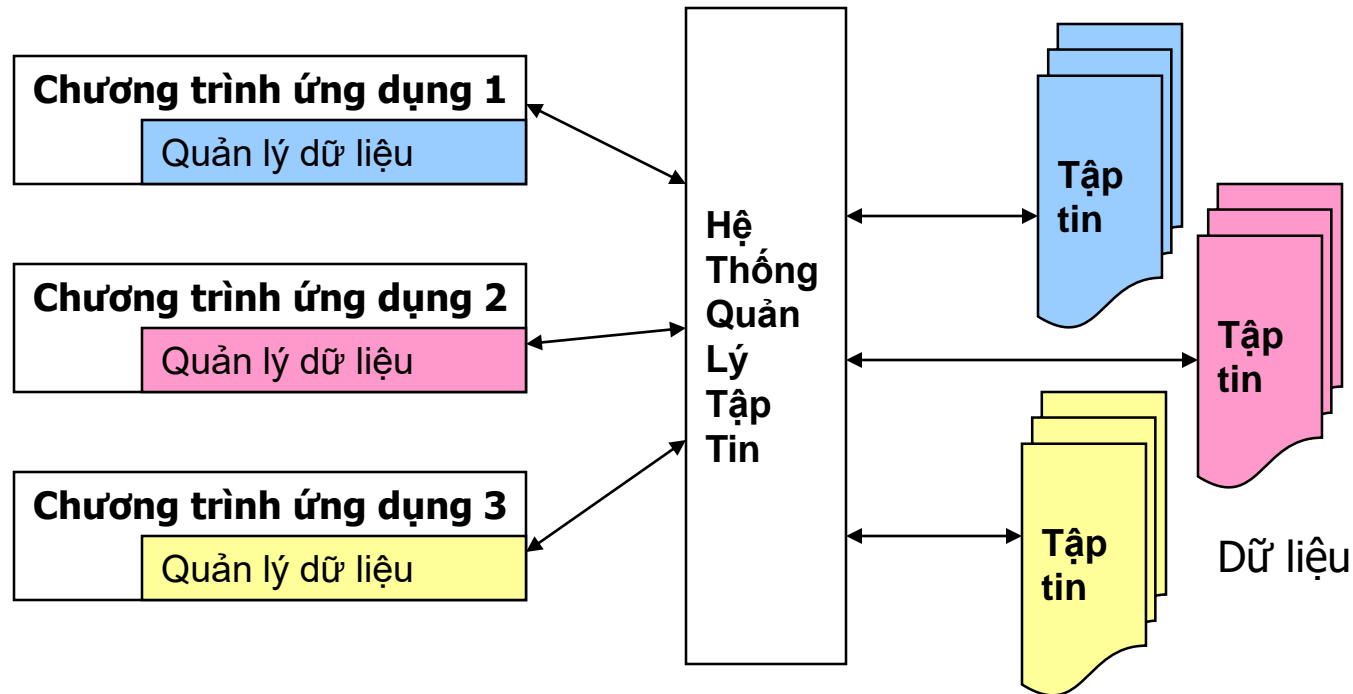 Chương trình ứng dụng 1
Quản lý dữ liệu
Chương trình ứng dụng 2
Quản lý dữ liệu
Chương trình ứng dụng 3
Quản lý dữ liệu
Hệ
Thống
Quản
Lý
Tập
Tin
Tập
tin
Tập
tin
Tập
tin
Dữ liệu